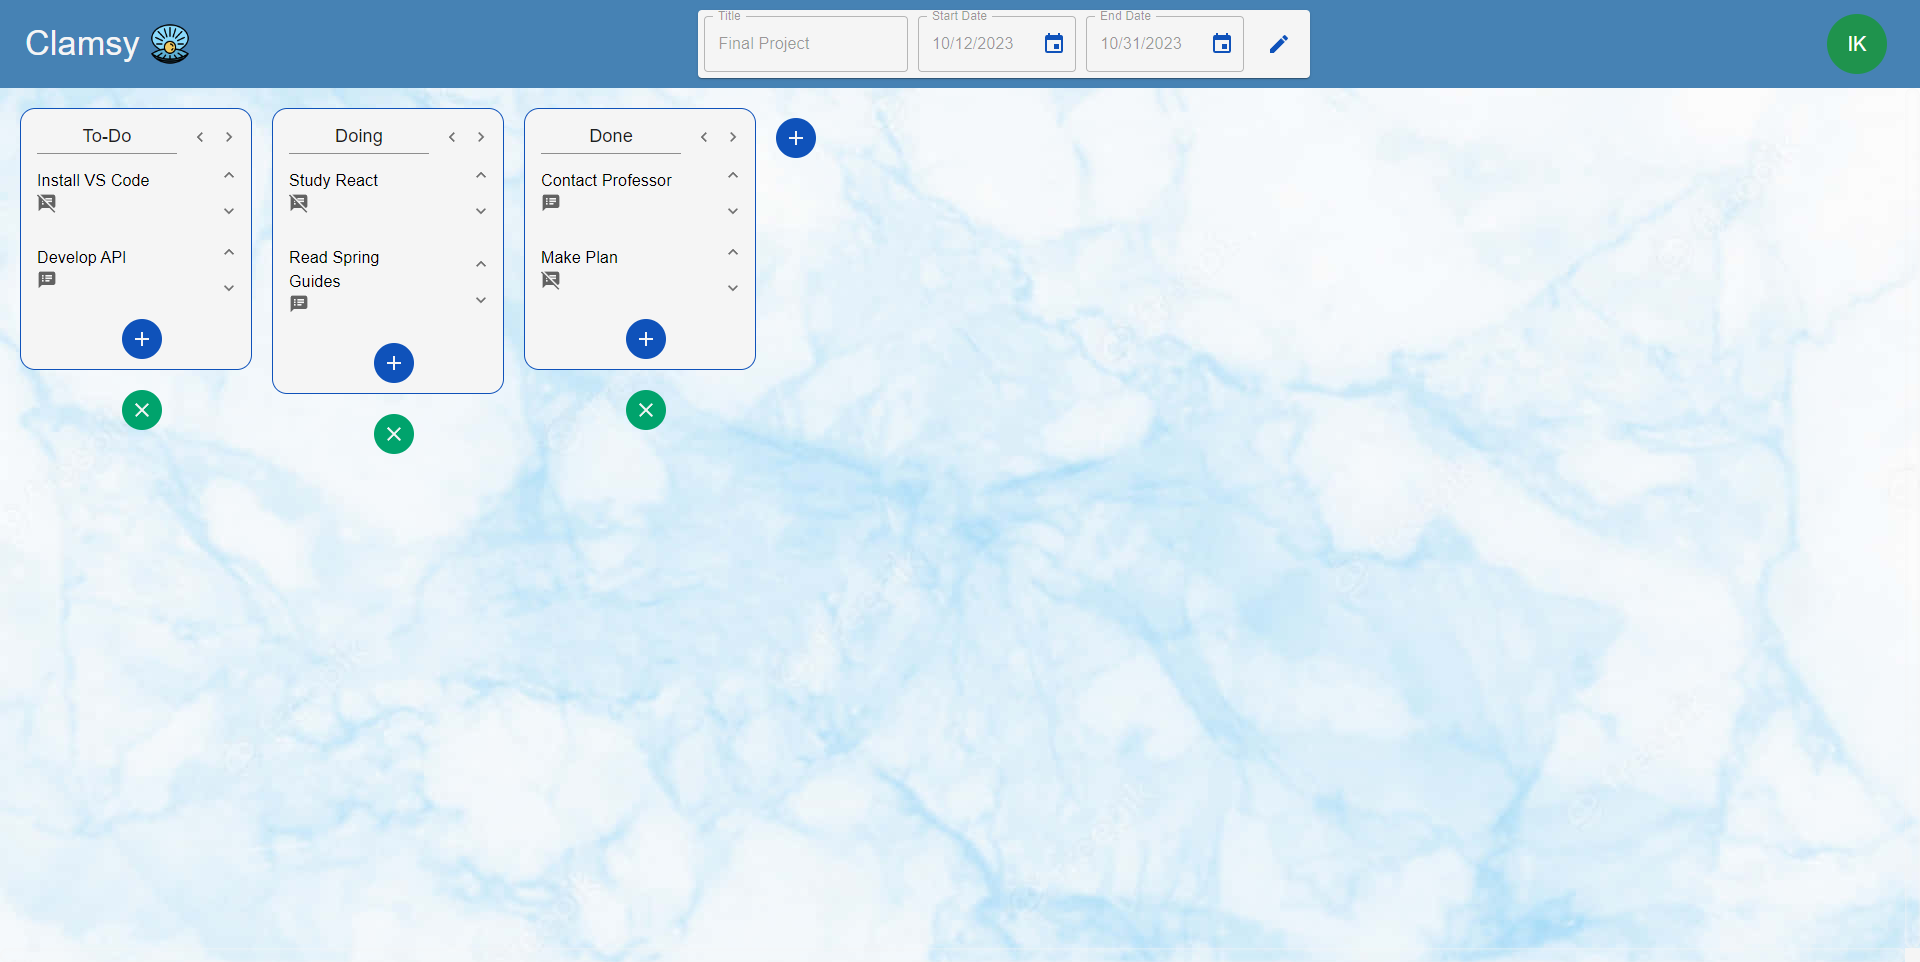 Clamsy
Title
Final Project
Start Date
10/12/2023
End Date
10/31/2023
IK
To-Do
Install VS Code
Develop API
Doing
Study React
Read Spring
Guides
Done
Contact Professor
Make Plan